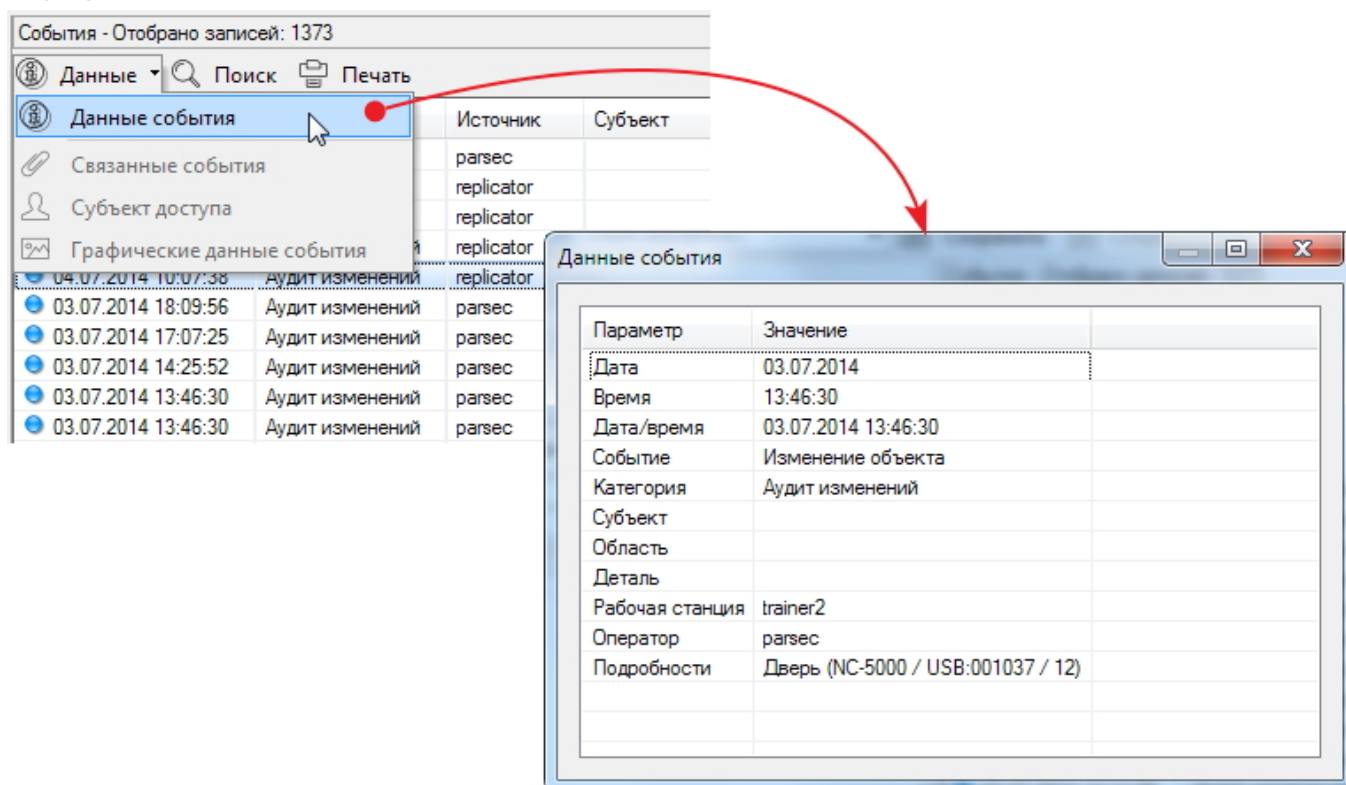 События - Отобрано записей: 1373
Данные Поиск Печать
Данные события
Связанные события
Субъект доступа
Графические данные события
Источник Субъект
parsec
replicator
replicator
й replicator
04.07.2014 10:07:38 Аудит изменений replicator
03.07.2014 18:09:56 Аудит изменений parsec
03.07.2014 17:07:25 Аудит изменений parsec
03.07.2014 14:25:52 Аудит изменений parsec
03.07.2014 13:46:30 Аудит изменений parsec
03.07.2014 13:46:30 Аудит изменений parsec
Данные события
Параметр Значение
Дата 03.07.2014
Время 13:46:30
Дата/время 03.07.2014 13:46:30
Событие Изменение объекта
Категория Аудит изменений
Субъект
Область
Деталь
Рабочая станция trainer2
Оператор parsec
Подробности Дверь (NC-5000 / USB:001037 / 12)